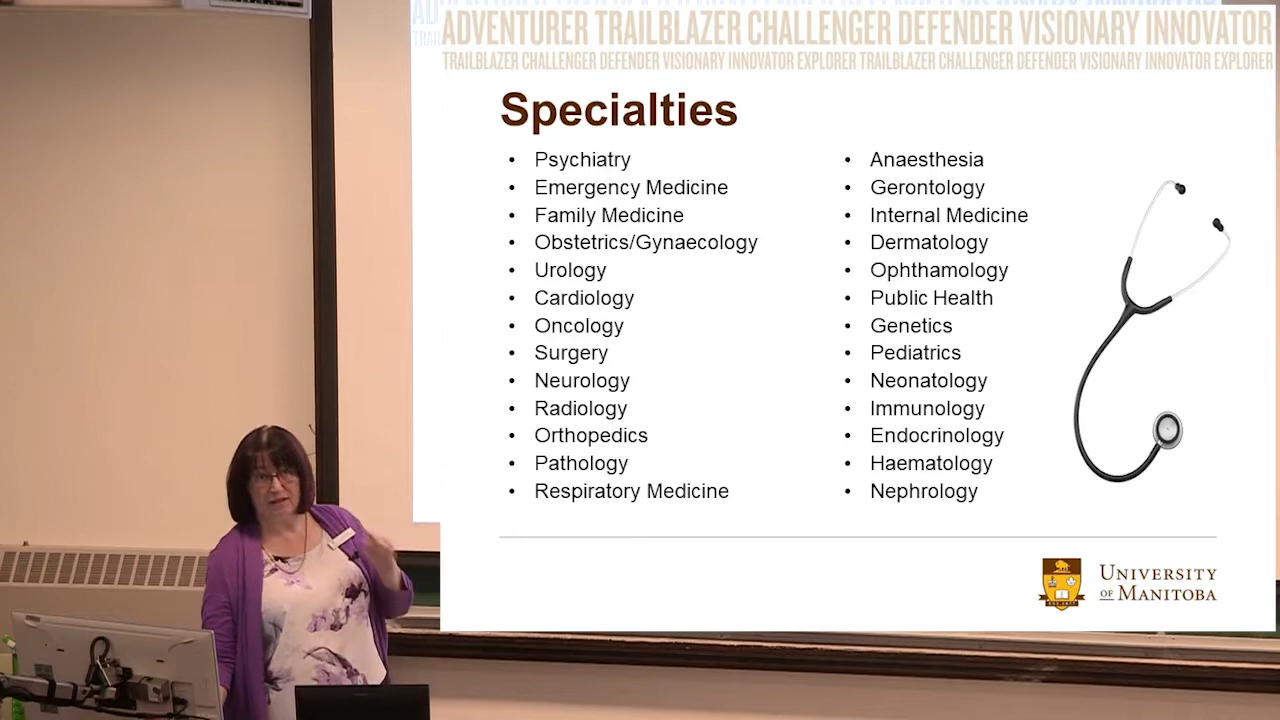 ADVENTURER TRAILBLAZER CHALLENGER DEFENDER VISIONARY INNOVATOR
TRAILBLAZER CHALLENGER DEFENDER VISIONARY INNOVATOR EXPLORER TRAILBLAZER CHALLENGER DEFENDER VISIONARY INNOVATOR EXPLORER
Specialties
• Psychiatry
• Emergency Medicine
• Family Medicine
• Obstetrics/Gynaecology
• Urology
• Cardiology
• Oncology
• Surgery
• Neurology
• Radiology
• Orthopedics
• Pathology
• Respiratory Medicine
• Anaesthesia
• Gerontology
• Internal Medicine
• Dermatology
• Ophthamology
• Public Health
• Genetics
• Pediatrics
• Neonatology
• Immunology
• Endocrinology
• Haematology
• Nephrology
UNIVERSITY
OF MANITOBA